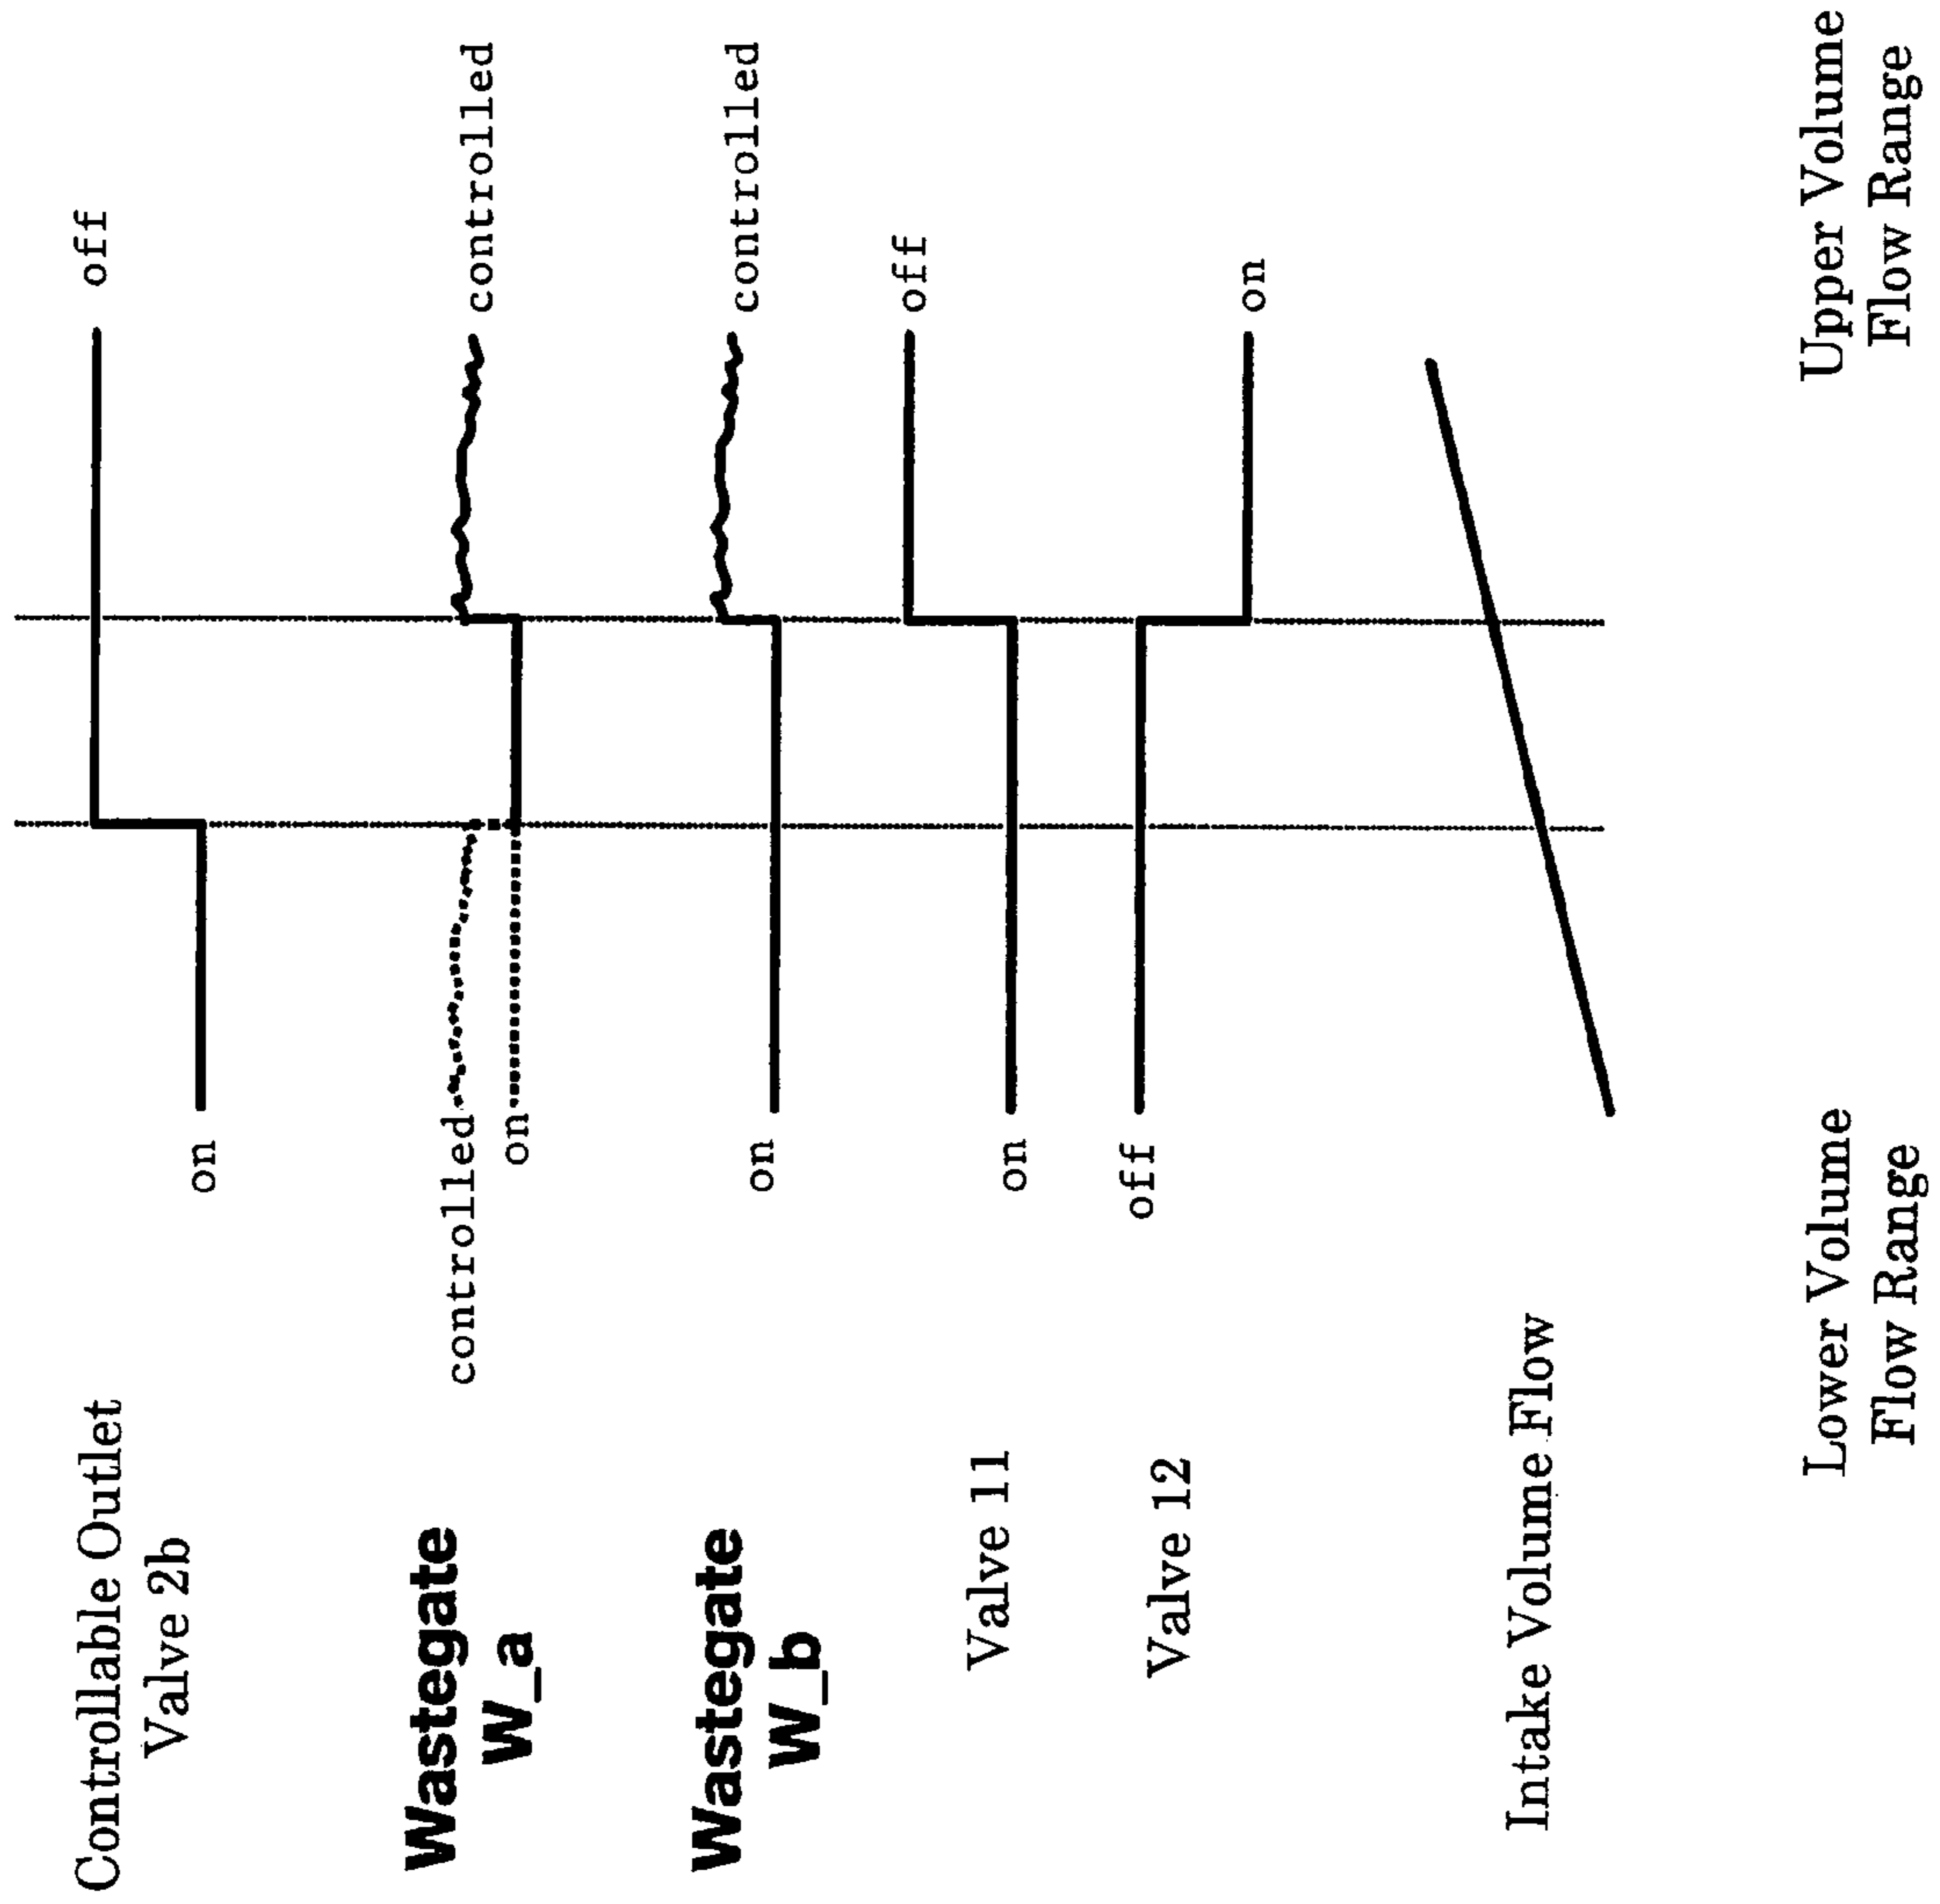 Controllable Outlet
Valve 2b
on
off
Wastegate
W_a
controlled
on
controlled
Wastegate
W_b
on
controlled
Valve 11
on
off
Valve 12
off
on
Intake Volume Flow
Lower Volume
Flow Range
Upper Volume
Flow Range